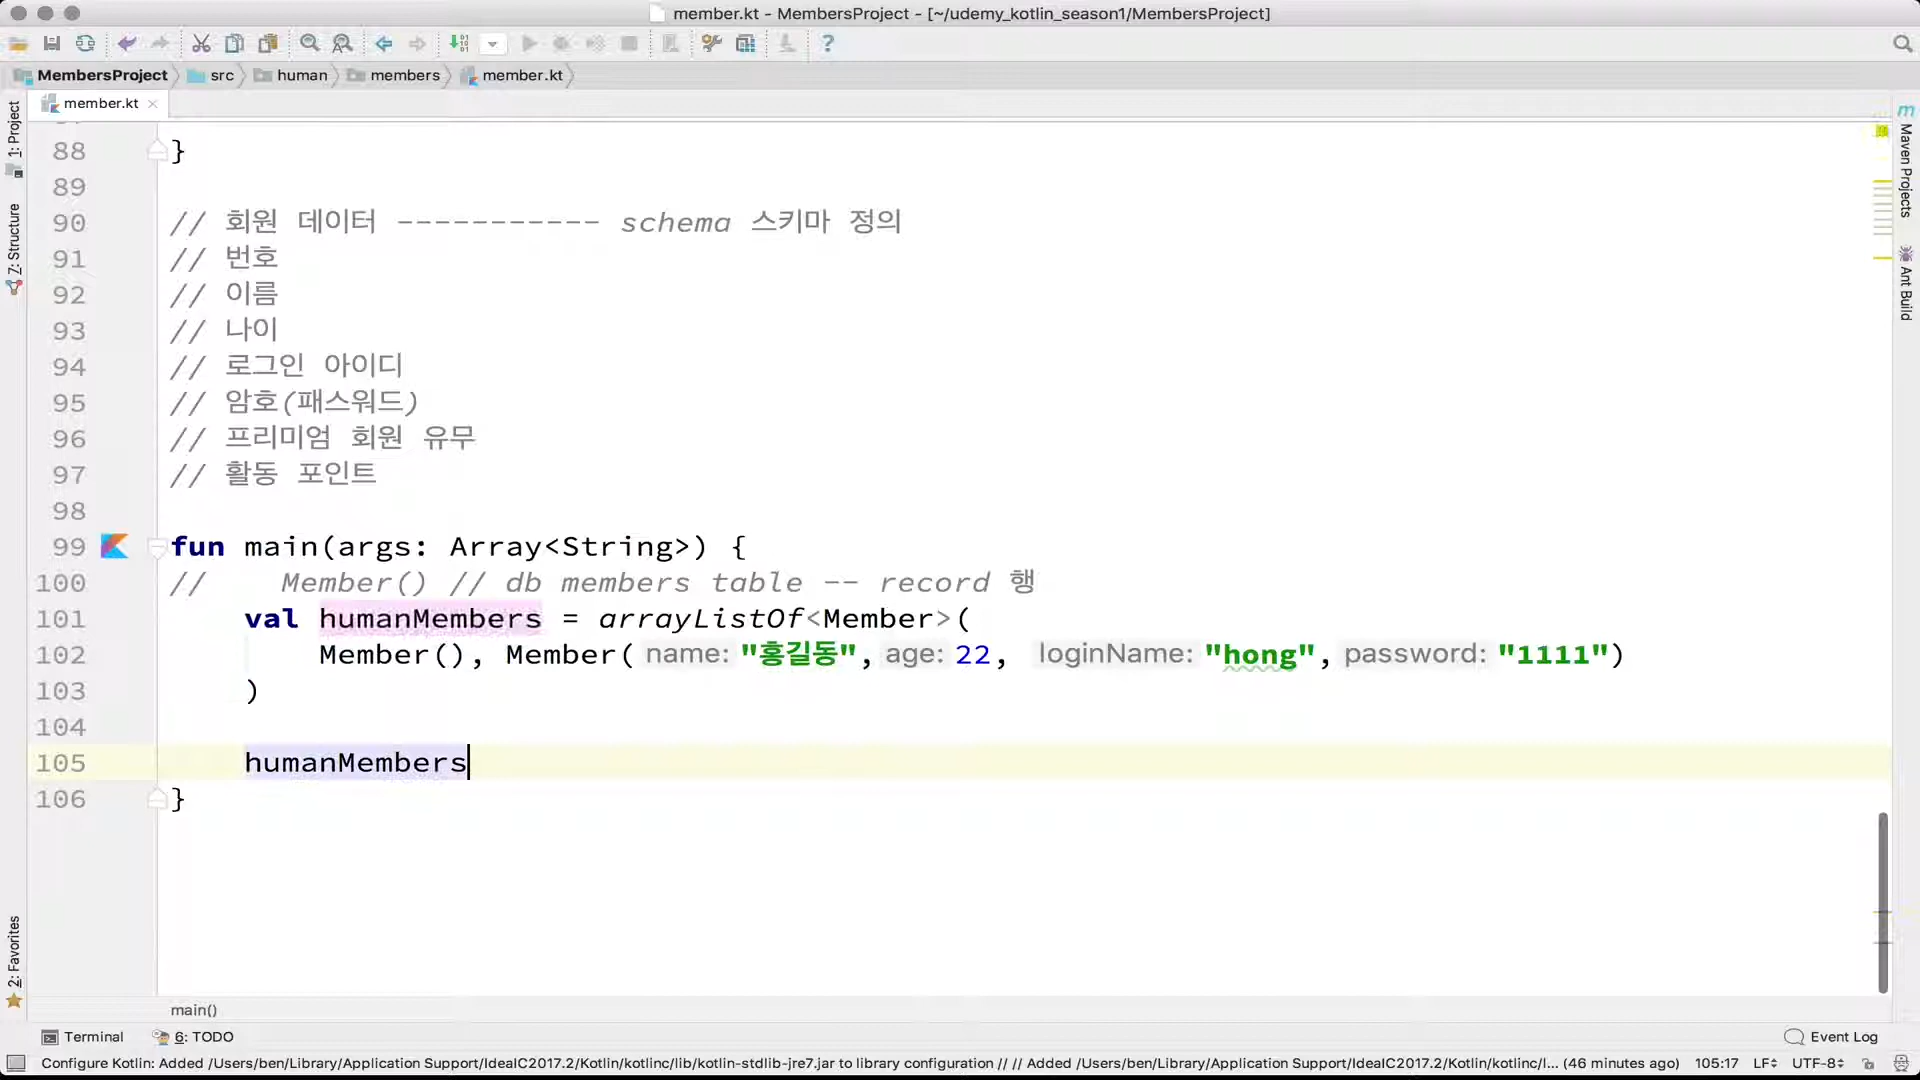 member.kt - MembersProject - [~/udemy_kotlin_season1/MembersProject]
MembersProject src human members member.kt
member.kt
1: Project
7: Structure
2: Favorites
Maven Projects
Ant Build
88 }
89
90 // 회원 데이터 ----------- schema 스키마 정의
91 // 번호
92 // 이름
93 // 나이
94 // 로그인 아이디
95 // 암호(패스워드)
96 // 프리미엄 회원 유무
97 // 활동 포인트
98
99 fun main(args: Array<String>) {
100 // Member() // db members table -- record 행
101 val humanMembers = arrayListOf<Member>(
102 Member(), Member( name: "홍길동", age: 22, loginName: "hong", password: "1111")
103 )
104
105 humanMembers
106 }
main()
Terminal 6: TODO Event Log
Configure Kotlin: Added /Users/ben/Library/Application Support/IdeaIC2017.2/Kotlin/kotlinc/lib/kotlin-stdlib-jre7.jar to library configuration // // Added /Users/ben/Library/Application Support/IdeaIC2017.2/Kotlin/kotlinc/l... (46 minutes ago) 105:17 LF UTF-8